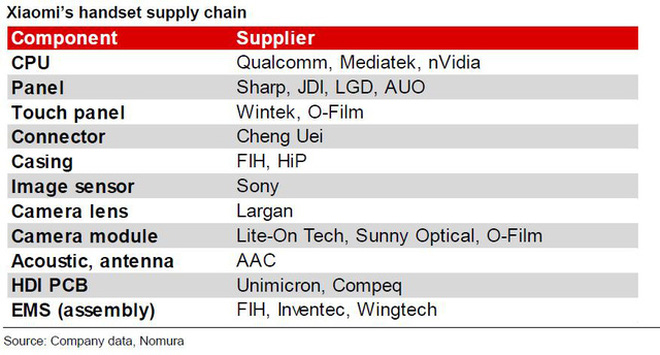 Xiaomi's handset supply chain
Component Supplier
CPU Qualcomm, Mediatek, nVidia
Panel Sharp, JDI, LGD, AUO
Touch panel Wintek, O-Film
Connector Cheng Uei
Casing FIH, HiP
Image sensor Sony
Camera lens Largan
Camera module Lite-On Tech, Sunny Optical, O-Film
Acoustic, antenna AAC
HDI PCB Unimicron, Compeq
EMS (assembly) FIH, Inventec, Wingtech
Source: Company data, Nomura